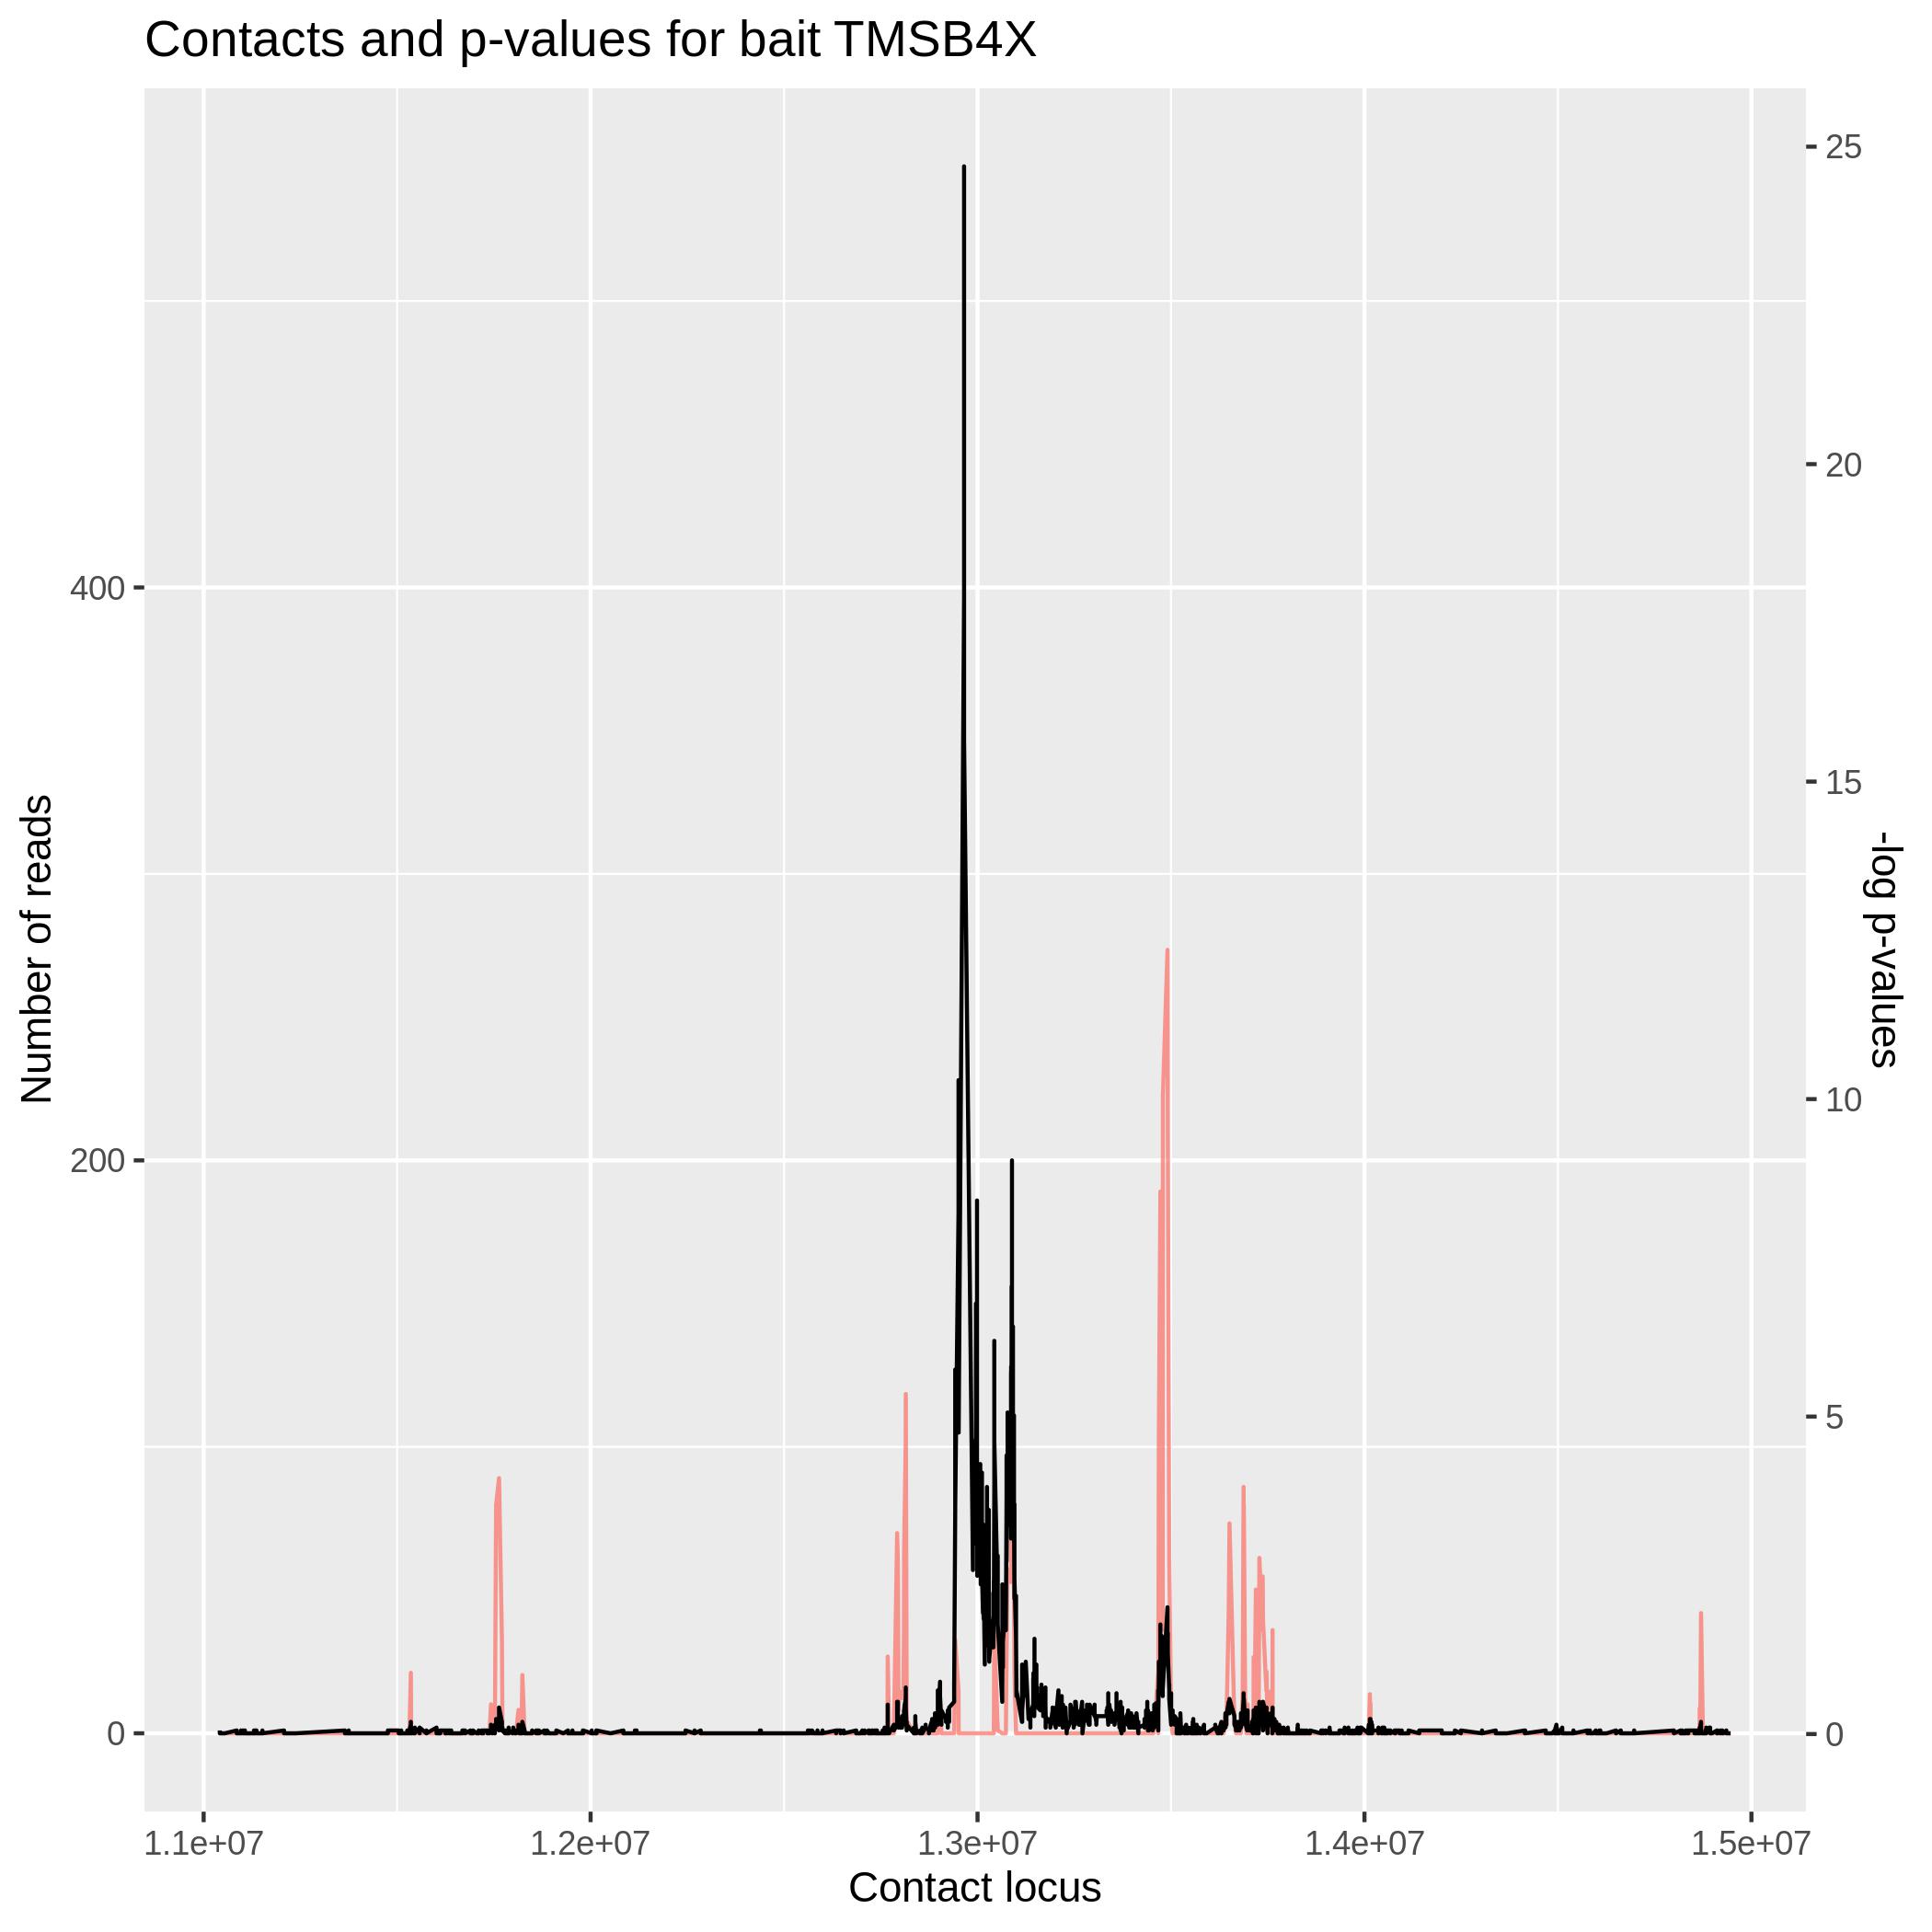 Contacts and p-values for bait TMSB4X
Number of reads
400
200
0
25
20
15
10
5
0
-log p-values
1.1e+07
1.2e+07
1.3e+07
1.4e+07
1.5e+07
Contact locus